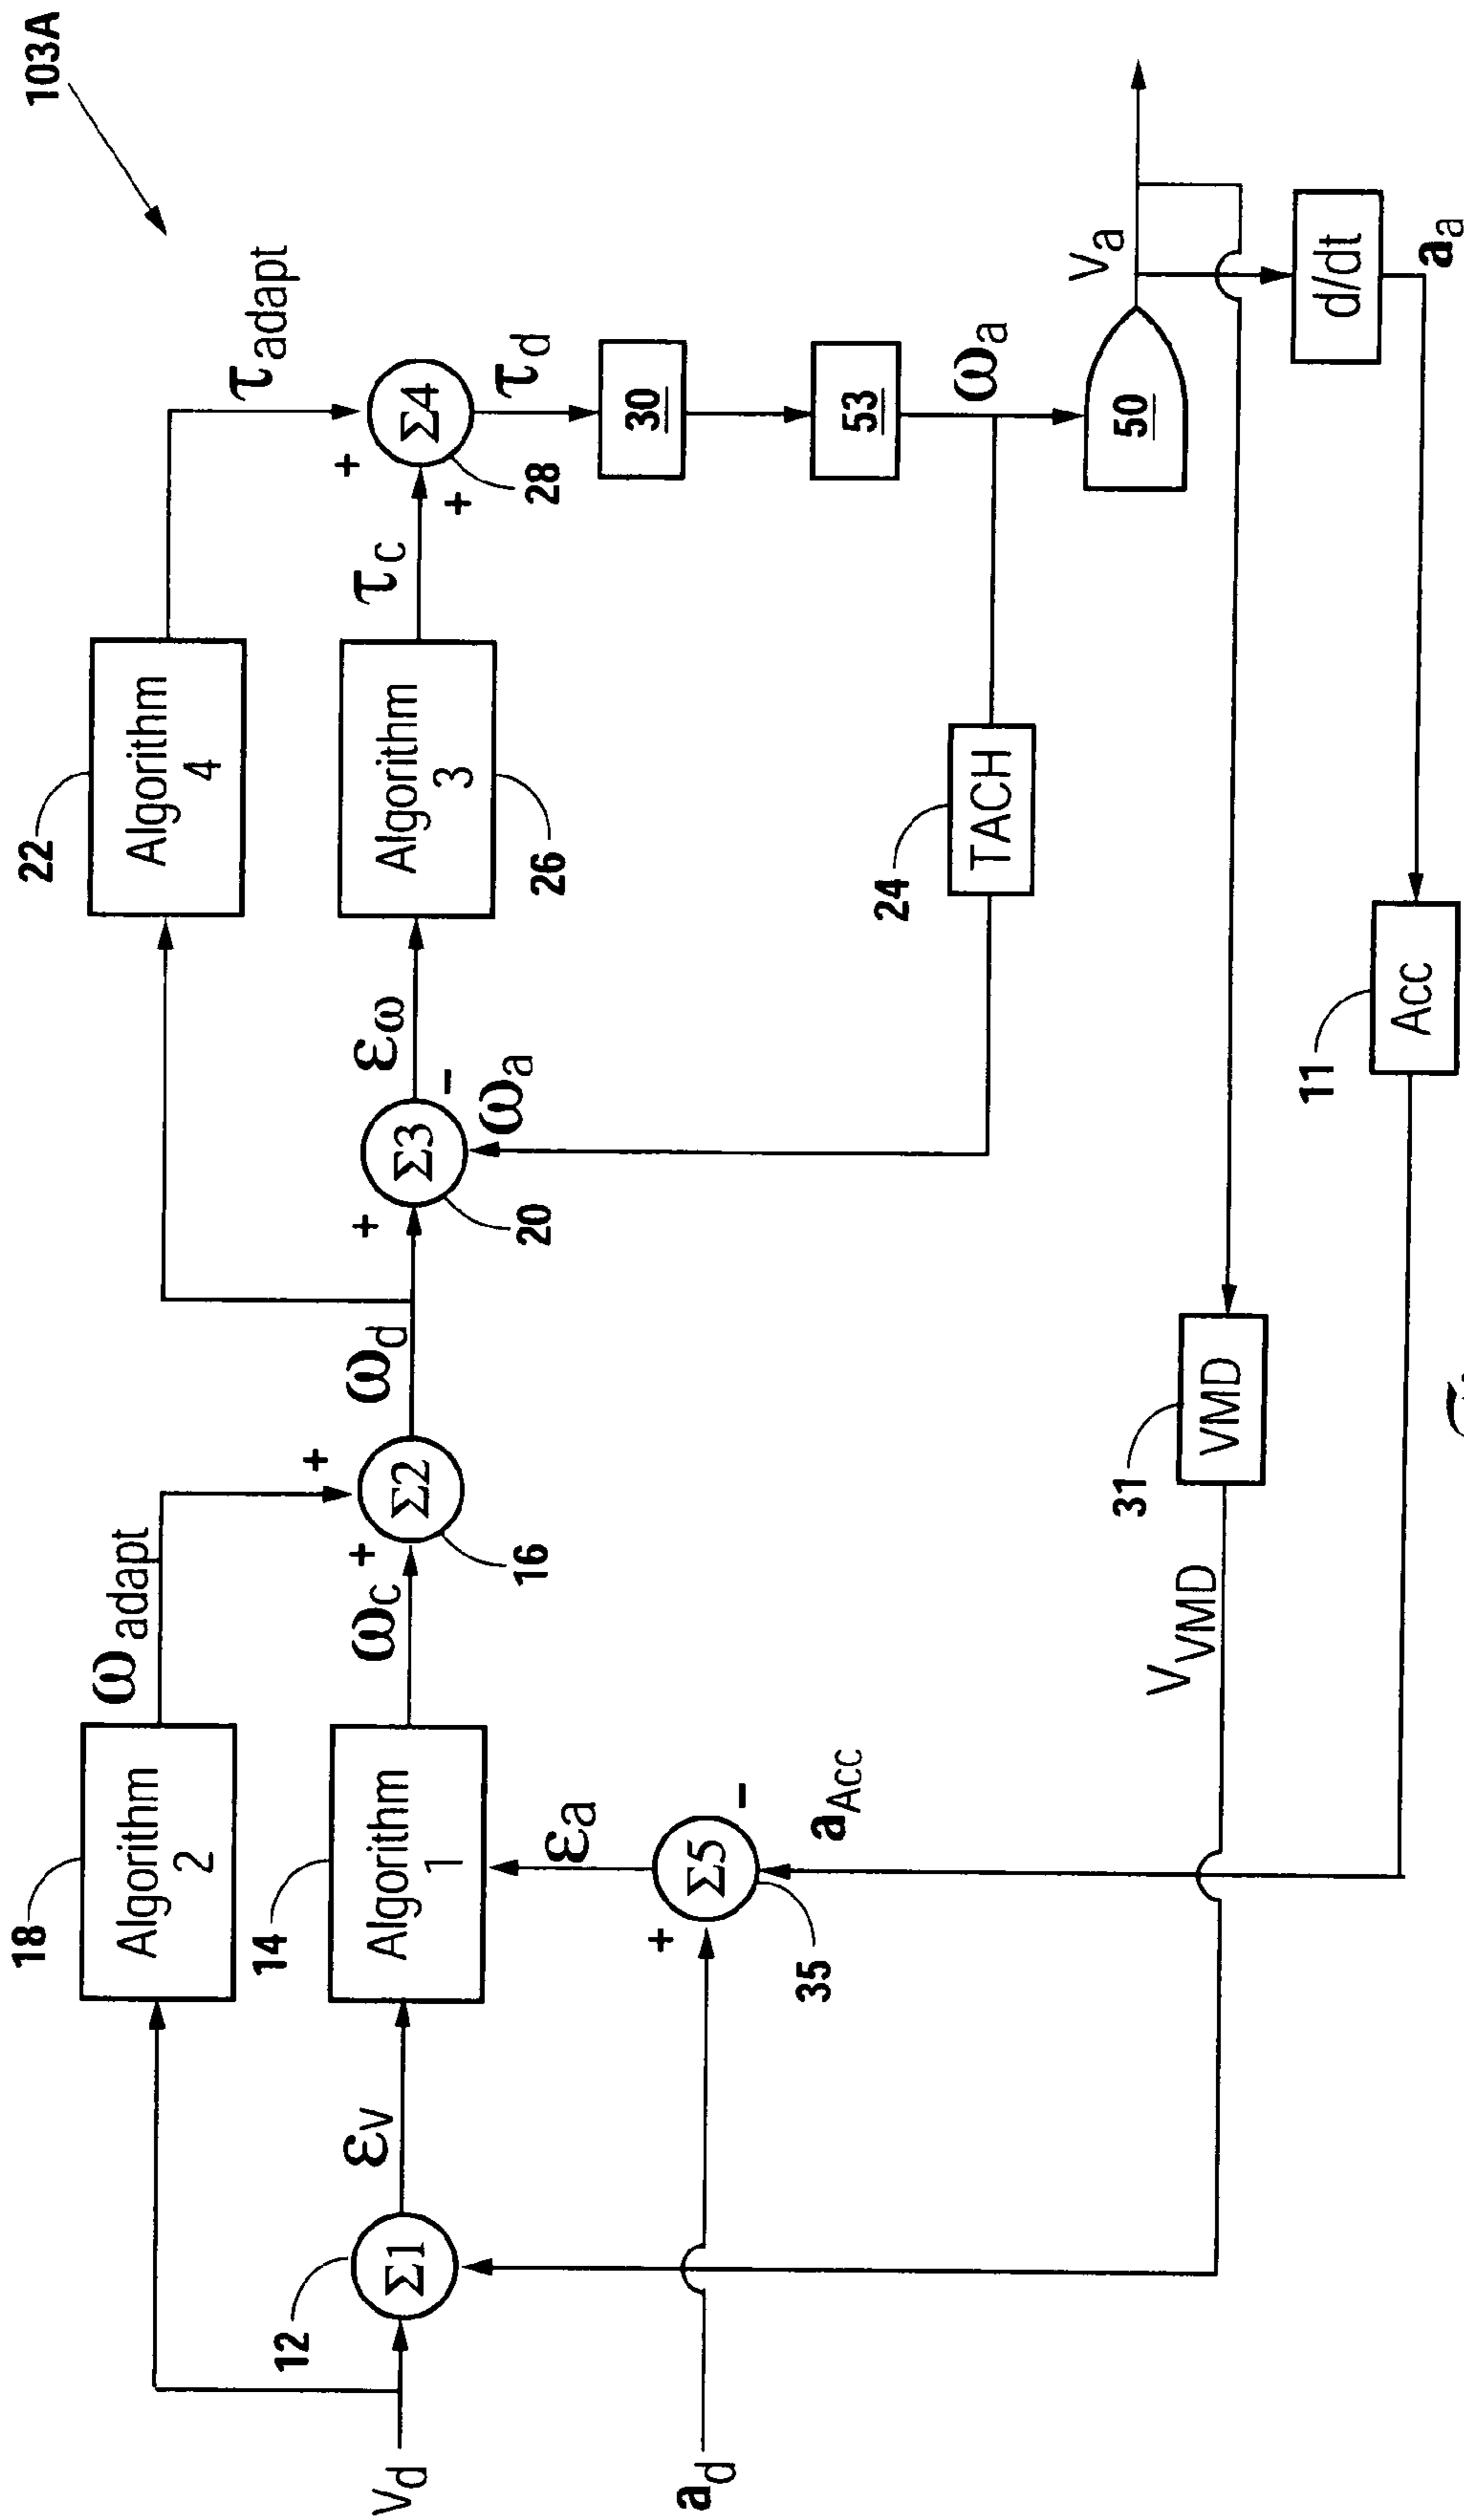 103A
22
Algorithm
4
τadapt
18
Algorithm
2
ωadapt
14
Algorithm
1
ωc
+
+
Σ2
16
ωd
+
Σ3
-
20
εω
ωa
Algorithm
3
26
τc
+
+
Σ4
28
τd
30
53
ωa
50
Va
d/dt
aa
24
TACH
12
Vd
Σ1
εV
ad
+
Σ5
-
35
εa
aAcc
VVMD
31
VMD
11
Acc